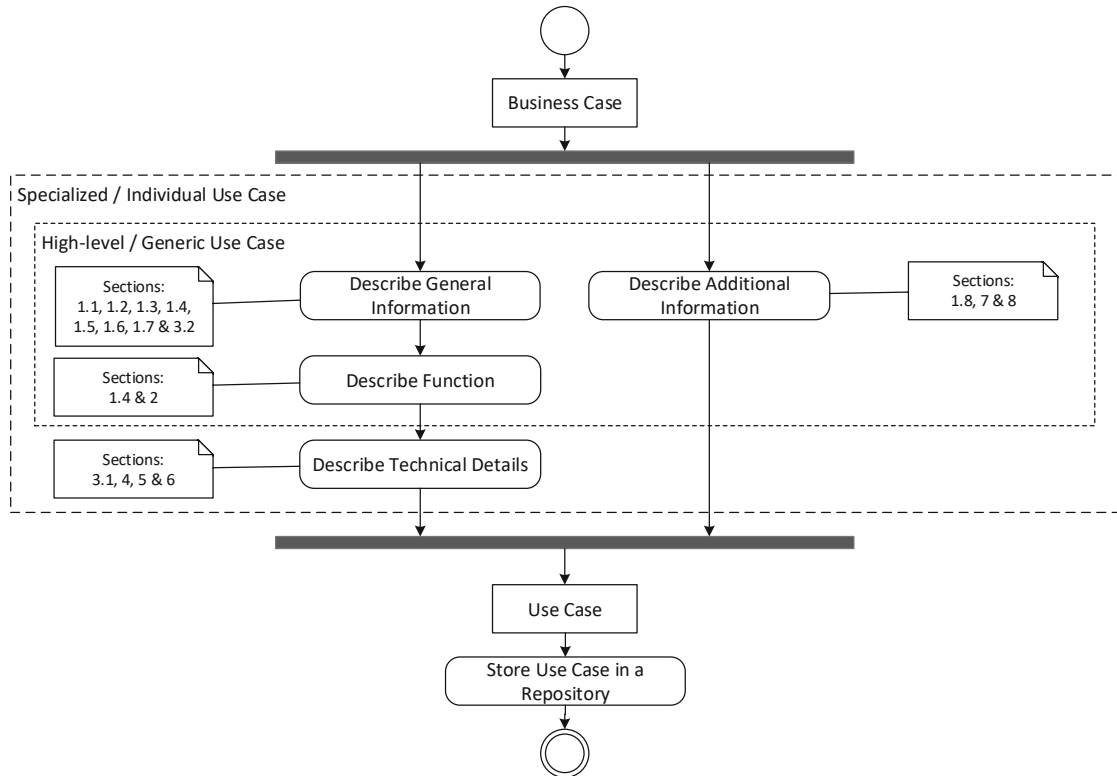 Business Case
Specialized / Individual Use Case
High-level / Generic Use Case
Sections:
1.1, 1.2, 1.3, 1.4,
1.5, 1.6, 1.7 & 3.2
Describe General
Information
Describe Additional
Information
Sections:
1.8, 7 & 8
Sections:
1.4 & 2
Describe Function
Sections:
3.1, 4, 5 & 6
Describe Technical Details
Use Case
Store Use Case in a
Repository